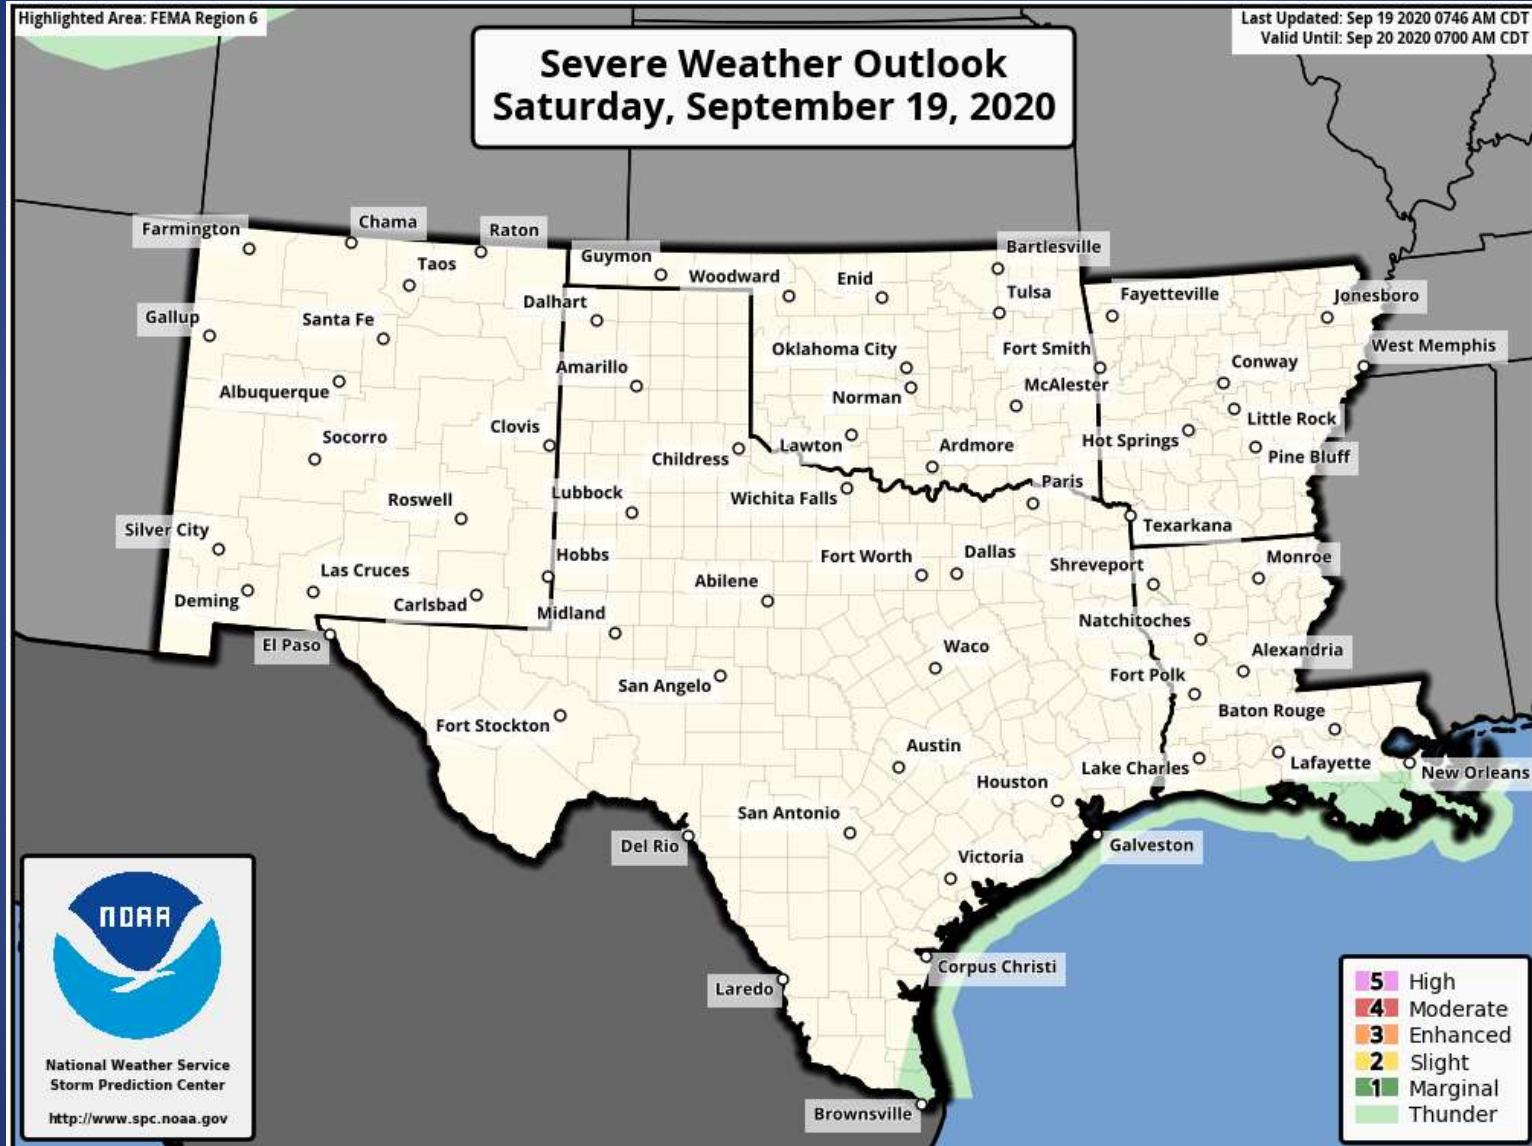 Highlighted Area: FEMA Region 6
Last Updated: Sep 19 2020 0746 AM CDT
Valid Until: Sep 20 2020 0700 AM CDT
Severe Weather Outlook
Saturday, September 19, 2020
Farmington
Chama
Raton
Taos
Guymon
Woodward
Enid
Bartlesville
Tulsa
Fayetteville
Jonesboro
Gallup
Santa Fe
Dalhart
Oklahoma City
Fort Smith
West Memphis
Conway
Albuquerque
Amarillo
Norman
McAlester
Little Rock
Socorro
Clovis
Childress
Lawton
Ardmore
Hot Springs
Pine Bluff
Roswell
Lubbock
Wichita Falls
Paris
Texarkana
Silver City
Las Cruces
Hobbs
Abilene
Fort Worth
Dallas
Shreveport
Monroe
Deming
Carlsbad
Midland
Natchitoches
El Paso
Waco
Alexandria
San Angelo
Fort Polk
Fort Stockton
Baton Rouge
Austin
Houston
Lake Charles
Lafayette
New Orleans
San Antonio
Del Rio
Galveston
Victoria
Corpus Christi
Laredo
Brownsville
NOAA
National Weather Service
Storm Prediction Center
http://www.spc.noaa.gov
5 High
4 Moderate
3 Enhanced
2 Slight
1 Marginal
Thunder